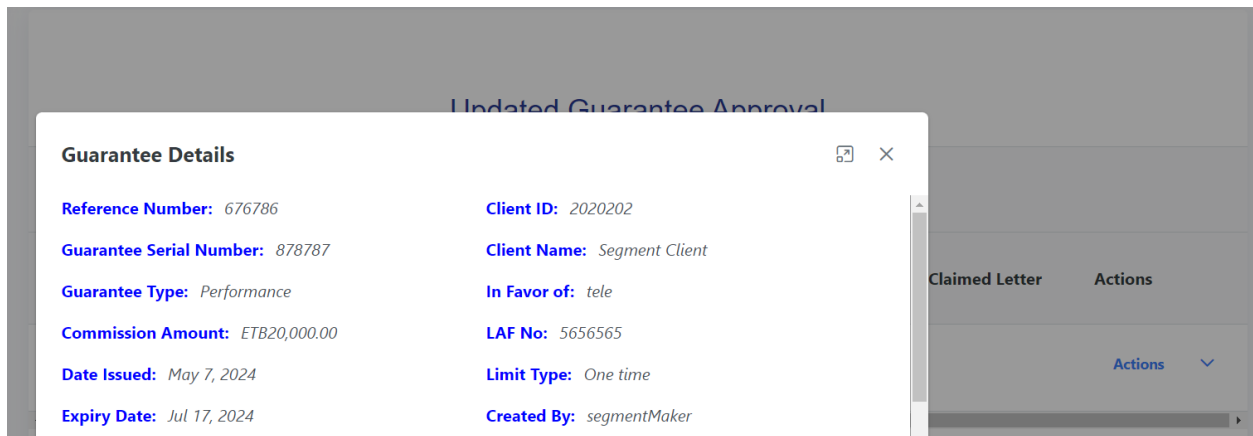 Updated Guarantee Approval
Guarantee Details
Reference Number: 676786
Client ID: 2020202
Guarantee Serial Number: 878787
Client Name: Segment Client
Guarantee Type: Performance
In Favor of: tele
Claimed Letter
Actions
Commission Amount: ETB20,000.00
LAF No: 5656565
Date Issued: May 7, 2024
Limit Type: One time
Actions
Expiry Date: Jul 17, 2024
Created By: segmentMaker